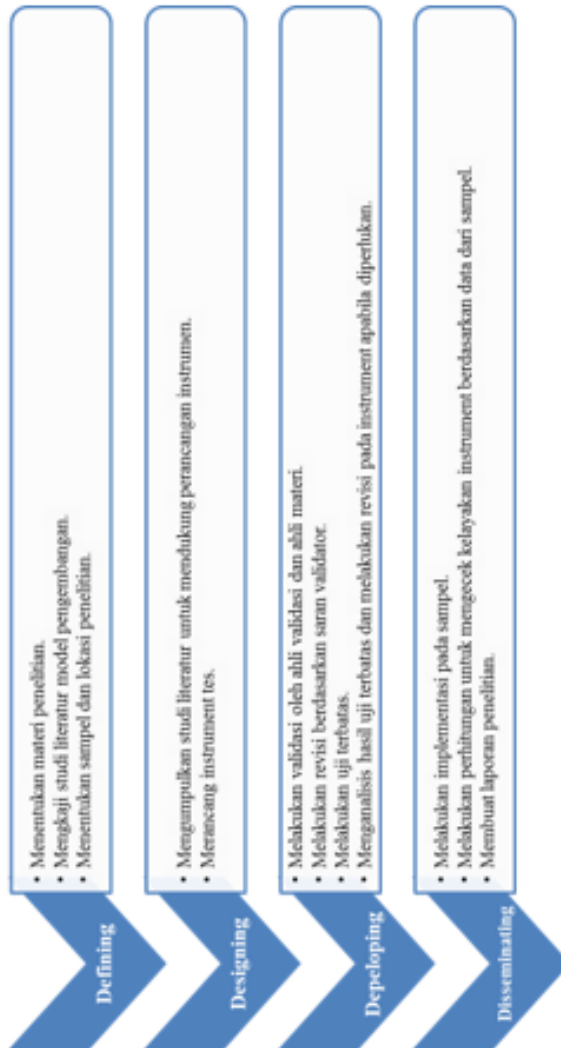 Defining
• Menentukan materi penelitian.
• Mengkaji studi literatur model pengembangan.
• Menentukan sampel dan lokasi penelitian.
Designing
• Mengumpulkan studi literatur untuk mendukung perancangan instrumen.
• Merancang instrument tes.
Depeloping
• Melakukan validasi oleh ahli validasi dan ahli materi.
• Melakukan revisi berdasarkan saran validator.
• Melakukan uji terbatas.
• Menganalisis hasil uji terbatas dan melakukan revisi pada instrument apabila diperlukan.
Disseminating
• Melakukan implementasi pada sampel.
• Melakukan perhitungan untuk mengecek kelayakan instrument berdasarkan data dari sampel.
• Membuat laporan penelitian.